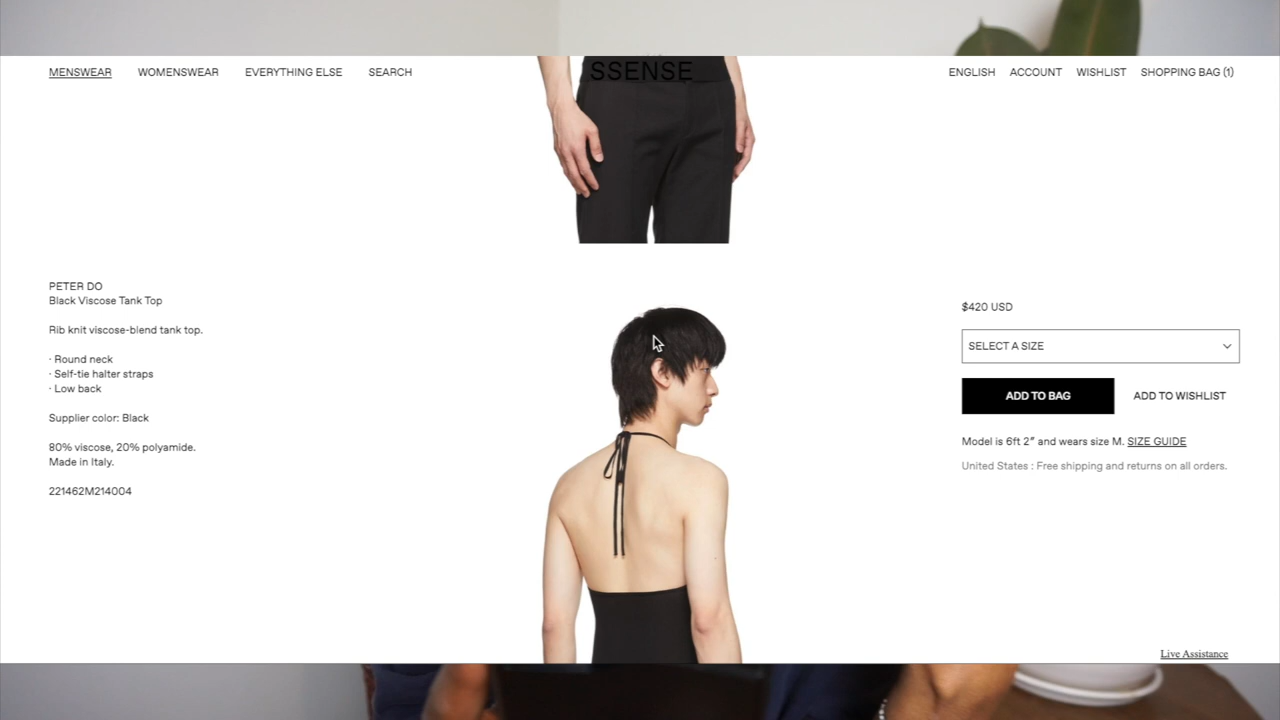 MENSWEAR WOMENSWEAR EVERYTHING ELSE SEARCH
SSENSE
ENGLISH ACCOUNT WISHLIST SHOPPING BAG (1)
PETER DO
Black Viscose Tank Top
Rib knit viscose-blend tank top.
· Round neck
· Self-tie halter straps
· Low back
Supplier color: Black
80% viscose, 20% polyamide.
Made in Italy.
221462M214004
$420 USD
SELECT A SIZE
ADD TO BAG ADD TO WISHLIST
Model is 6ft 2” and wears size M. SIZE GUIDE
United States : Free shipping and returns on all orders.
Live Assistance